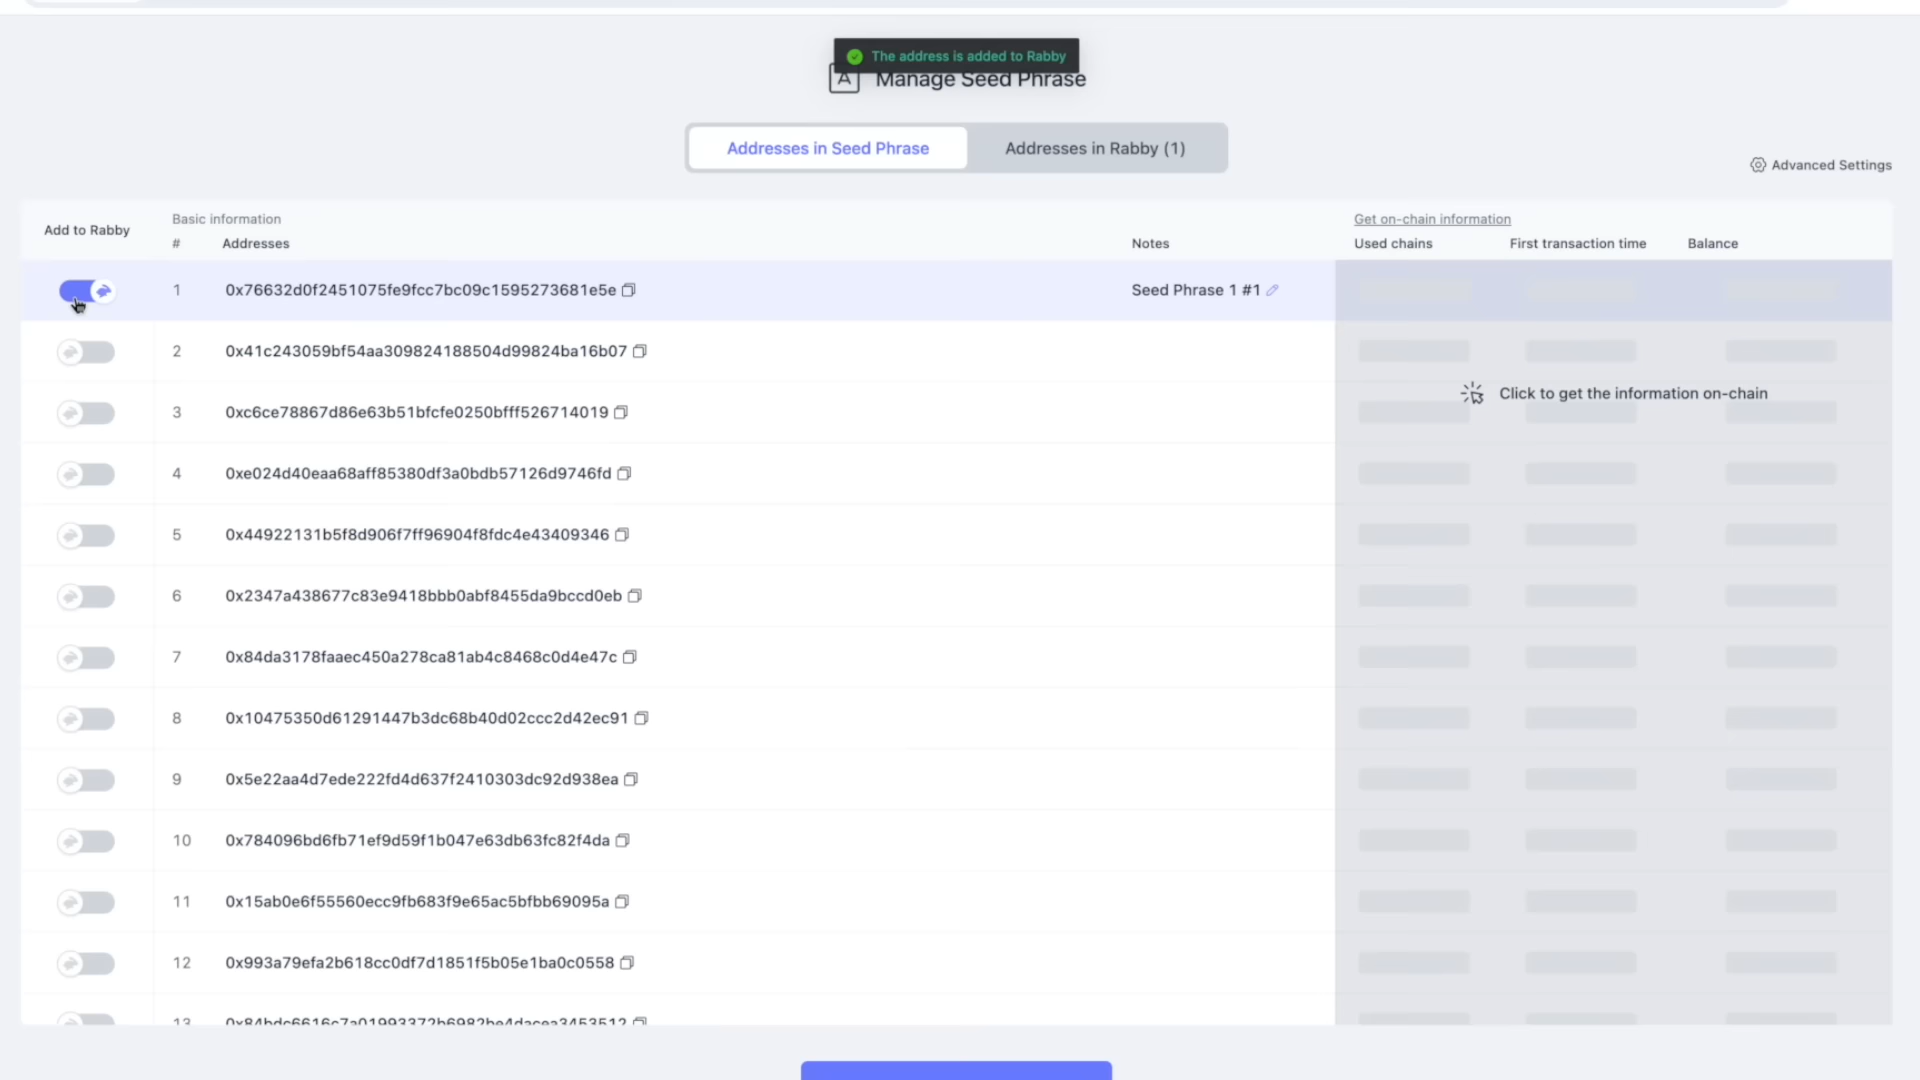 The address is added to Rabby
Manage Seed Phrase
Addresses in Seed Phrase
Addresses in Rabby (1)
Advanced Settings
Add to Rabby
Basic information
Get on-chain information
# Addresses Notes Used chains First transaction time Balance
1 0x76632d0f2451075fe9fcc7bc09c1595273681e5e Seed Phrase 1 #1
2 0x41c243059bf54aa309824188504d99824ba16b07
Click to get the information on-chain
3 0xc6ce78867d86e63b51bfcfe0250bfff526714019
4 0xe024d40eaa68aff85380df3a0bdb57126d9746fd
5 0x44922131b5f8d906f7ff96904f8fdc4e43409346
6 0x2347a438677c83e9418bbb0abf8455da9bccd0eb
7 0x84da3178faaec450a278ca81ab4c8468c0d4e47c
8 0x10475350d61291447b3dc68b40d02ccc2d42ec91
9 0x5e22aa4d7ede222fd4d637f2410303dc92d938ea
10 0x784096bd6fb71ef9d59f1b047e63db63fc82f4da
11 0x15ab0e6f55560ecc9fb683f9e65ac5bfbb69095a
12 0x993a79efa2b618cc0df7d1851f5b05e1ba0c0558
13